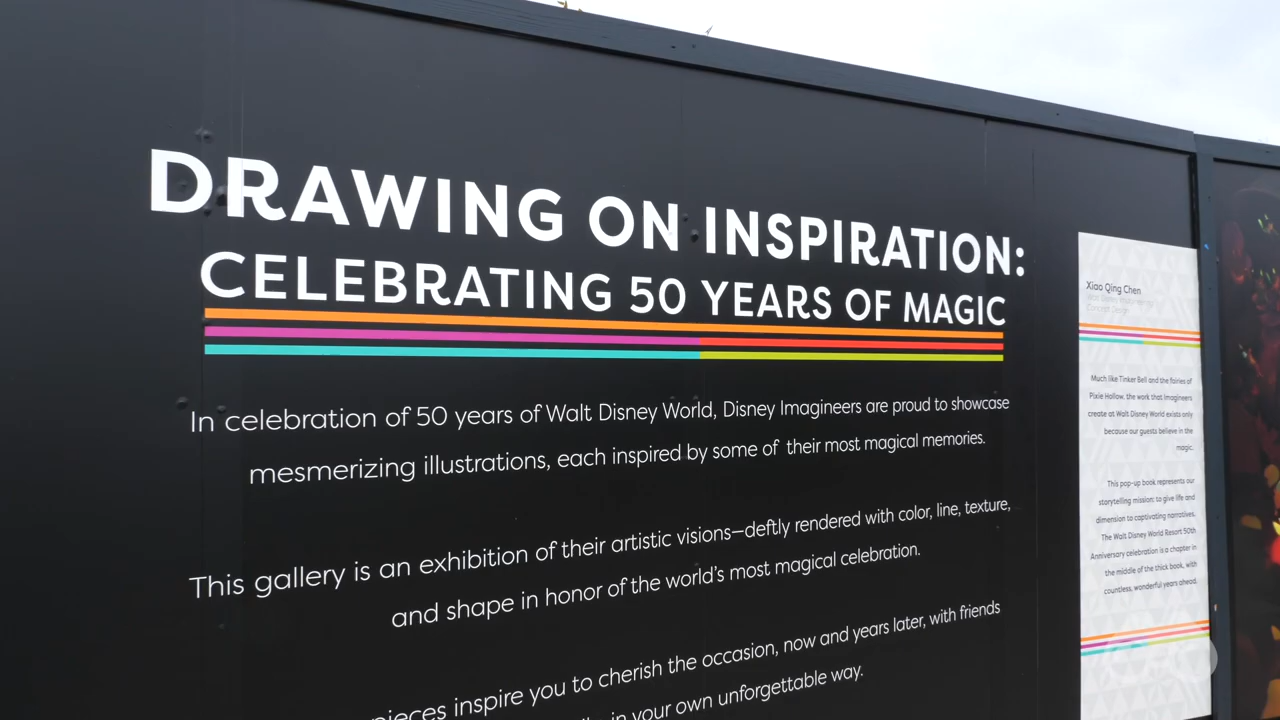 DRAWING ON INSPIRATION:
CELEBRATING 50 YEARS OF MAGIC
In celebration of 50 years of Walt Disney World, Disney Imagineers are proud to showcase
mesmerizing illustrations, each inspired by some of their most magical memories.
This gallery is an exhibition of their artistic visions—deftly rendered with color, line, texture,
and shape in honor of the world's most magical celebration.
inspire you to cherish the occasion, now and years later, with friends
in your own unforgettable way.
Xiao Qing Chen
Walt Disney Imagineering
Concept Design
Much like Tinker Bell and the fairies of
Pixie Hollow, the work that Imagineers
create at Walt Disney World exists only
because our guests believe in the
magic.
This pop-up book represents our
storytelling mission: to give life and
dimension to captivating narratives.
The Walt Disney World Resort 50th
Anniversary celebration is a chapter in
the middle of the thick book, with
countless, wonderful years ahead.